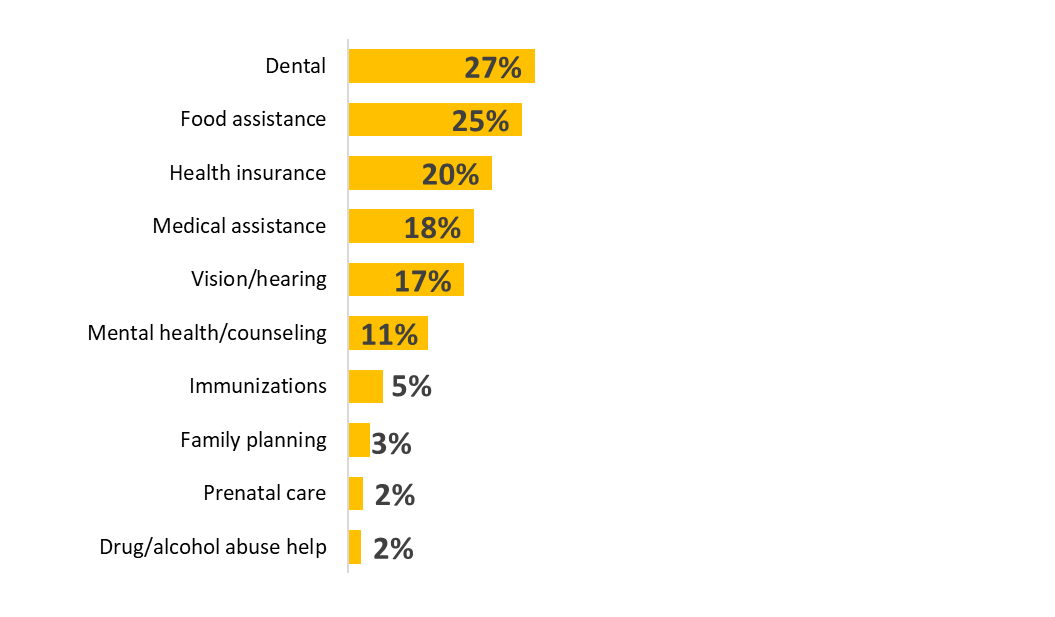 Dental 27%
Food assistance 25%
Health insurance 20%
Medical assistance 18%
Vision/hearing 17%
Mental health/counseling 11%
Immunizations 5%
Family planning 3%
Prenatal care 2%
Drug/alcohol abuse help 2%